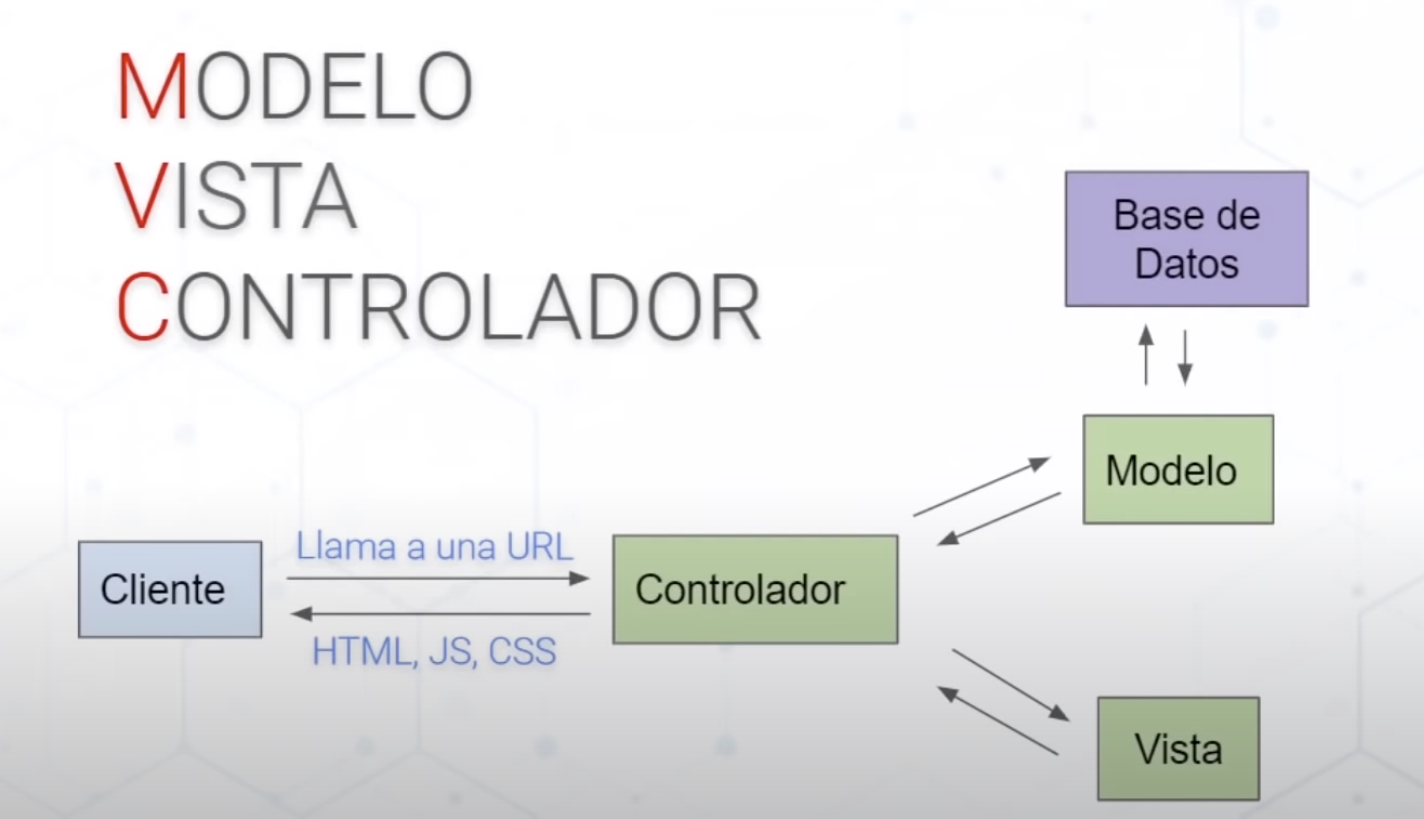 MODELO
VISTA
CONTROLADOR
Base de
Datos
Modelo
Llama a una URL
Cliente
Controlador
HTML, JS, CSS
Vista